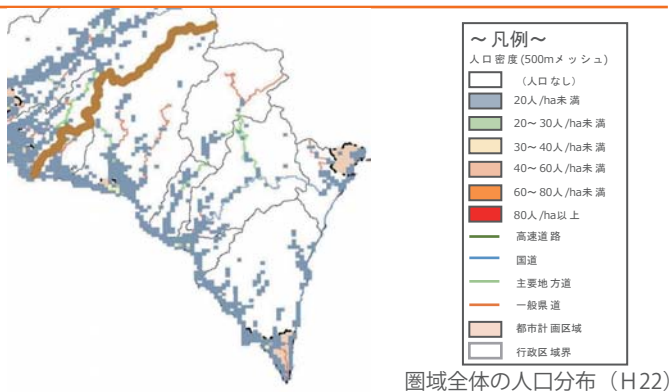 ～凡例～
人口密度(500mメッシュ)
（人口なし）
20人/ha未満
20～30人/ha未満
30～40人/ha未満
40～60人/ha未満
60～80人/ha未満
80人/ha以上
高速道路
国道
主要地方道
一般県道
都市計画区域
行政区域界
圏域全体の人口分布（H22）